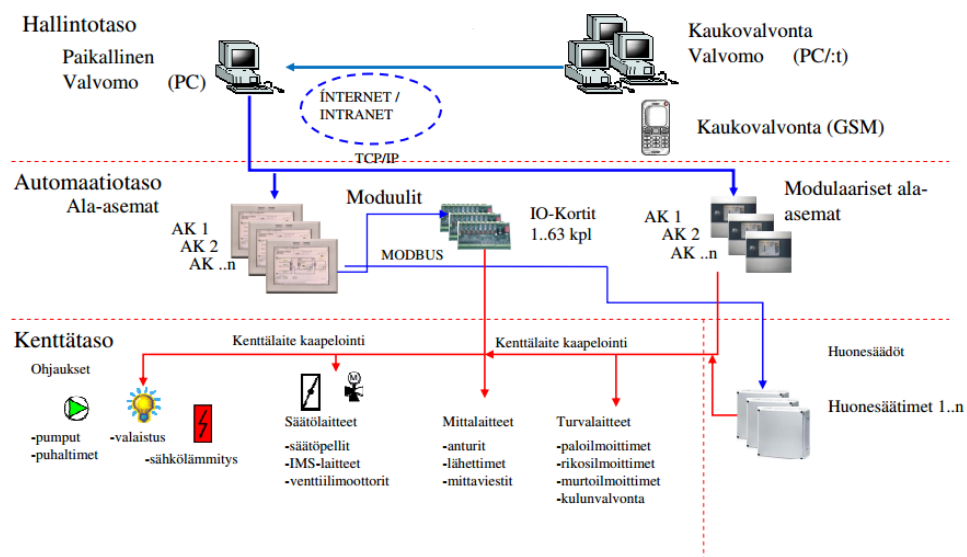 Hallintotaso
Paikallinen
Valvomo (PC)
Kaukovalvonta
Valvomo (PC/:t)
INTERNET /
INTRANET
Kaukovalvonta (GSM)
TCP/IP
Automaatiotaso
Ala-asemat
Moduulit
Modulaariset ala-
asemat
AK 1
AK 2
AK ..n
IO-Kortit
1..63 kpl
AK 1
AK 2
AK ..n
MODBUS
Kenttätaso
Kenttälaite kaapelointi
Kenttälaite kaapelointi
Huonesäädöt
Ohjaukset
M
Huonesäätimet 1..n
Säätölaitteet
Mittalaitteet
Turvalaitteet
-pumput
-puhaltimet
-valaistus
-sähkölämmitys
-säätöpellit
-IMS-laitteet
-venttiilimoottorit
-anturit
-lähettimet
-mittaviestit
-paloilmoittimet
-rikosilmoittimet
-murtoilmoittimet
-kulunvalvonta